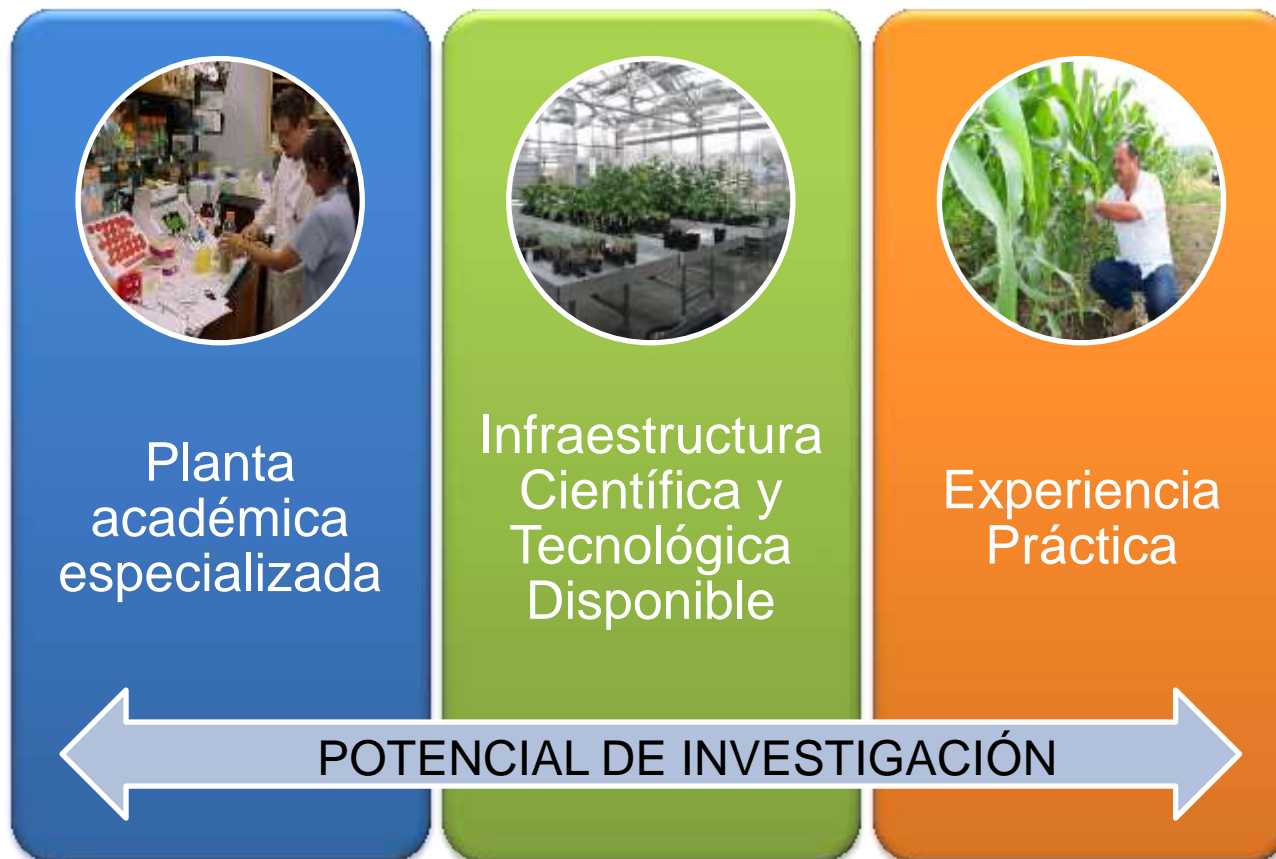 Planta
académica
especializada
Infraestructura
Científica y
Tecnológica
Disponible
Experiencia
Práctica
POTENCIAL DE INVESTIGACIÓN